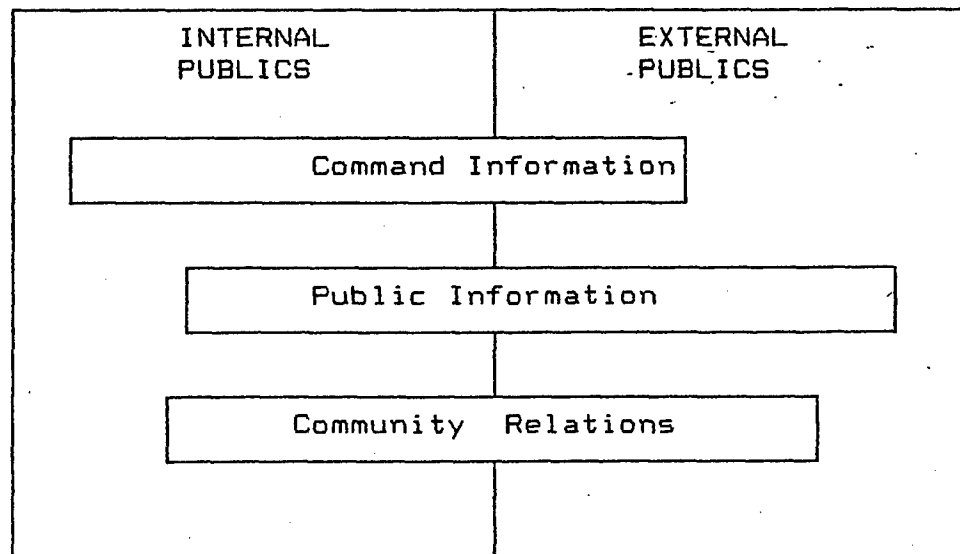 INTERNAL
PUBLICS
EXTERNAL
PUBLICS
Command Information
Public Information
Community Relations